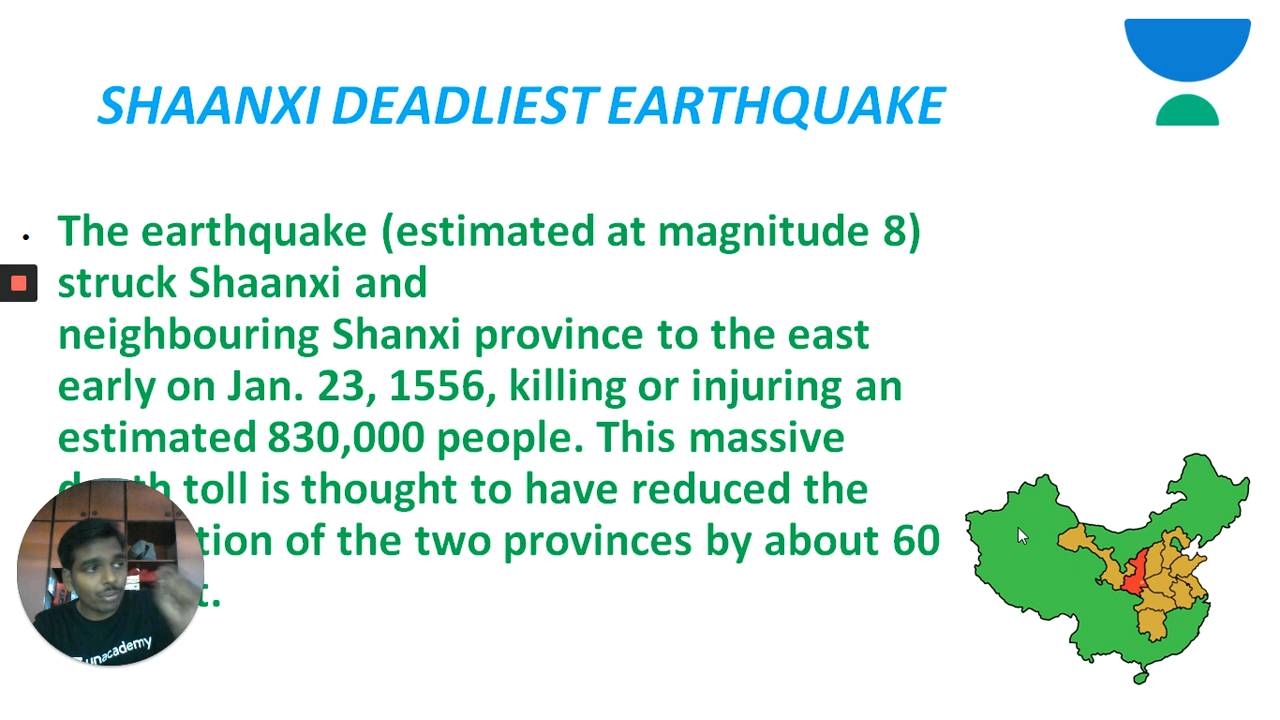 SHAANXI DEADLIEST EARTHQUAKE
• The earthquake (estimated at magnitude 8)
struck Shaanxi and
neighbouring Shanxi province to the east
early on Jan. 23, 1556, killing or injuring an
estimated 830,000 people. This massive
death toll is thought to have reduced the
of the two provinces by about 60
unacademy